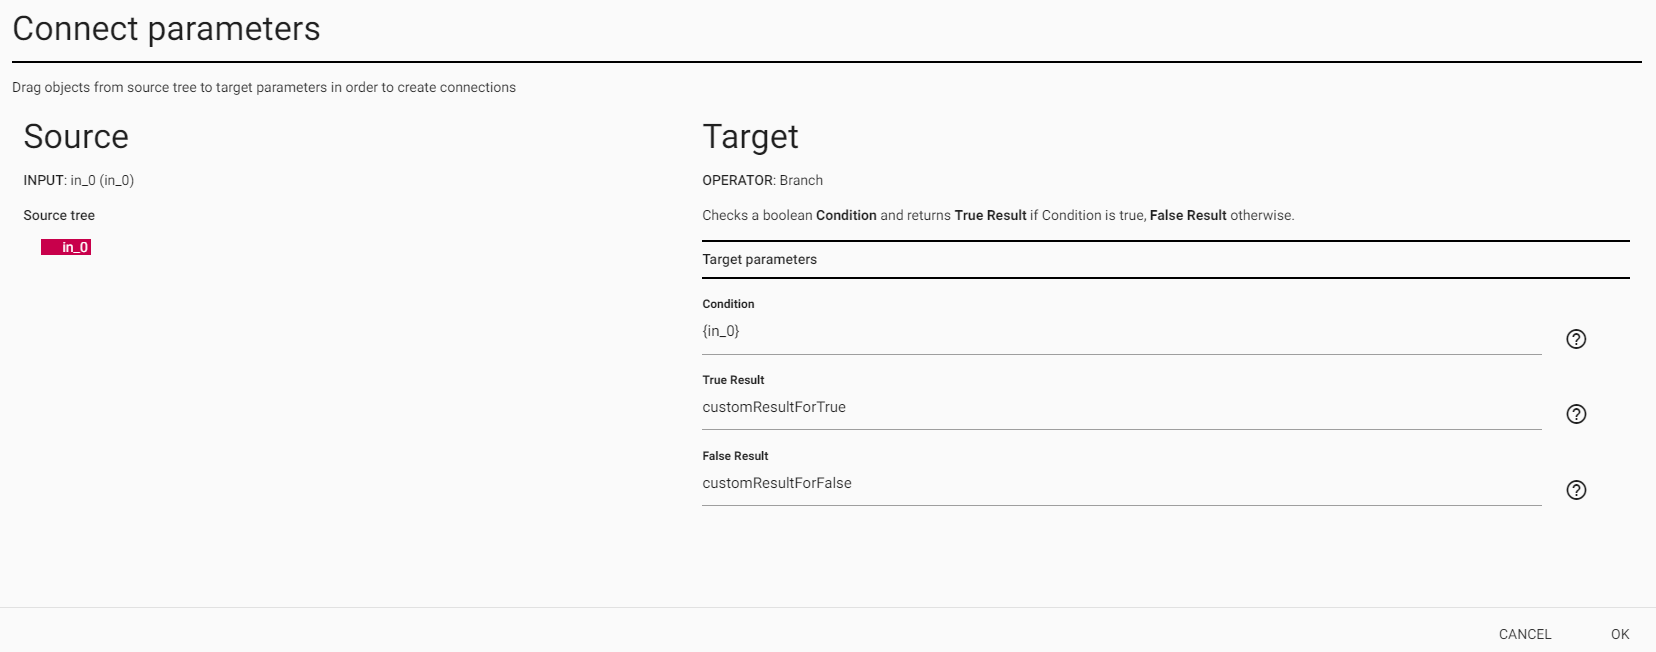 Connect parameters
Drag objects from source tree to target parameters in order to create connections
Source
INPUT: in_0 (in_0)
Source tree
in_0
Target
OPERATOR: Branch
Checks a boolean Condition and returns True Result if Condition is true, False Result otherwise.
Target parameters
Condition
{in_0}
True Result
customResultForTrue
False Result
customResultForFalse
CANCEL OK